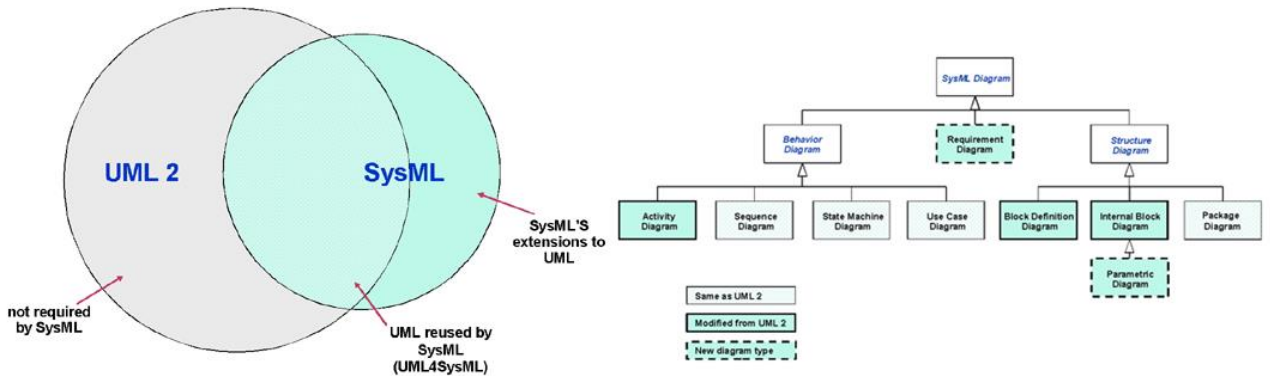 UML 2
SysML
SysML'S
extensions to
UML
not required
by SysML
UML reused by
SysML
(UML4SysML)
SysML Diagram
Behavior
Diagram
Requirement
Diagram
Structure
Diagram
Activity
Diagram
Sequence
Diagram
State Machine
Diagram
Use Case
Diagram
Block Definition
Diagram
Internal Block
Diagram
Package
Diagram
Parametric
Diagram
Same as UML 2
Modified from UML 2
New diagram type